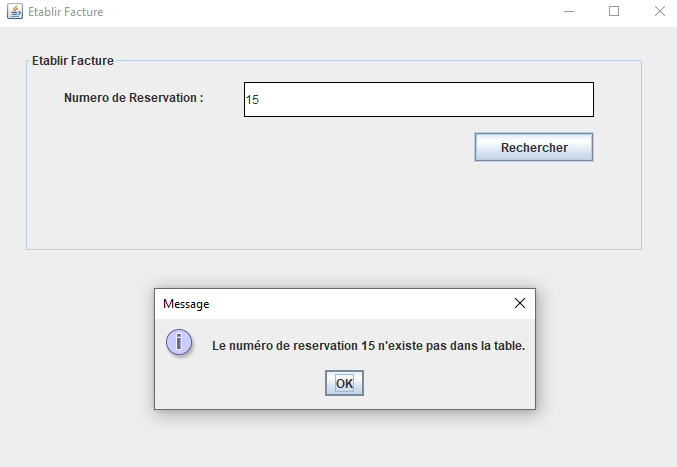 Etablir Facture
Etablir Facture
Numero de Reservation :
15
Rechercher
Message
Le numéro de reservation 15 n'existe pas dans la table.
OK